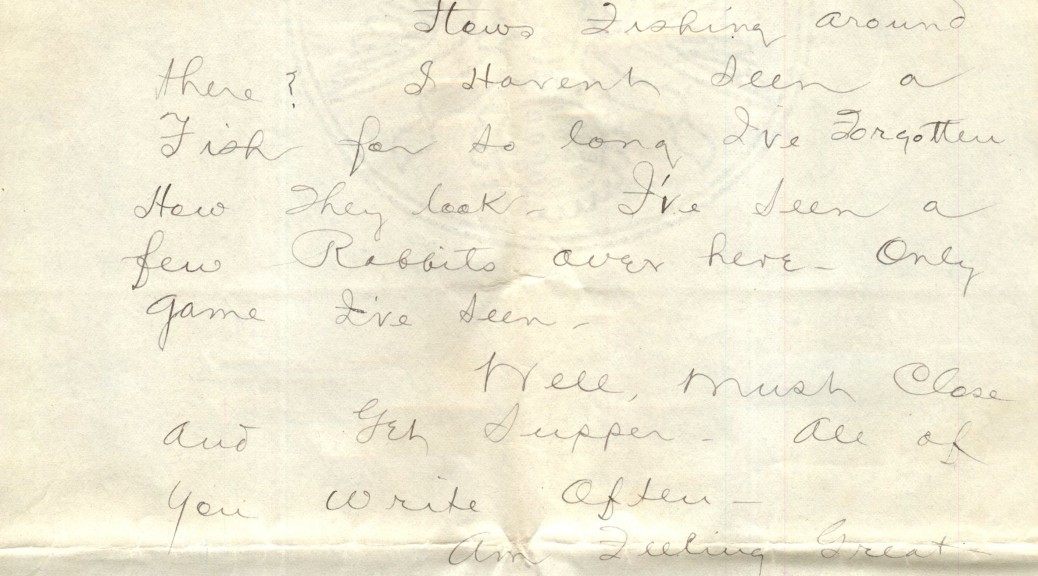 Hows Fishing around
there? I Havent Seen a
Fish for so long I've Forgotten
How They look - I've Seen a
few Rabbits over here - Only
game I've Seen -
Well, Must Close
And Get Supper - All of
You Write Often -
Am Feeling Great -